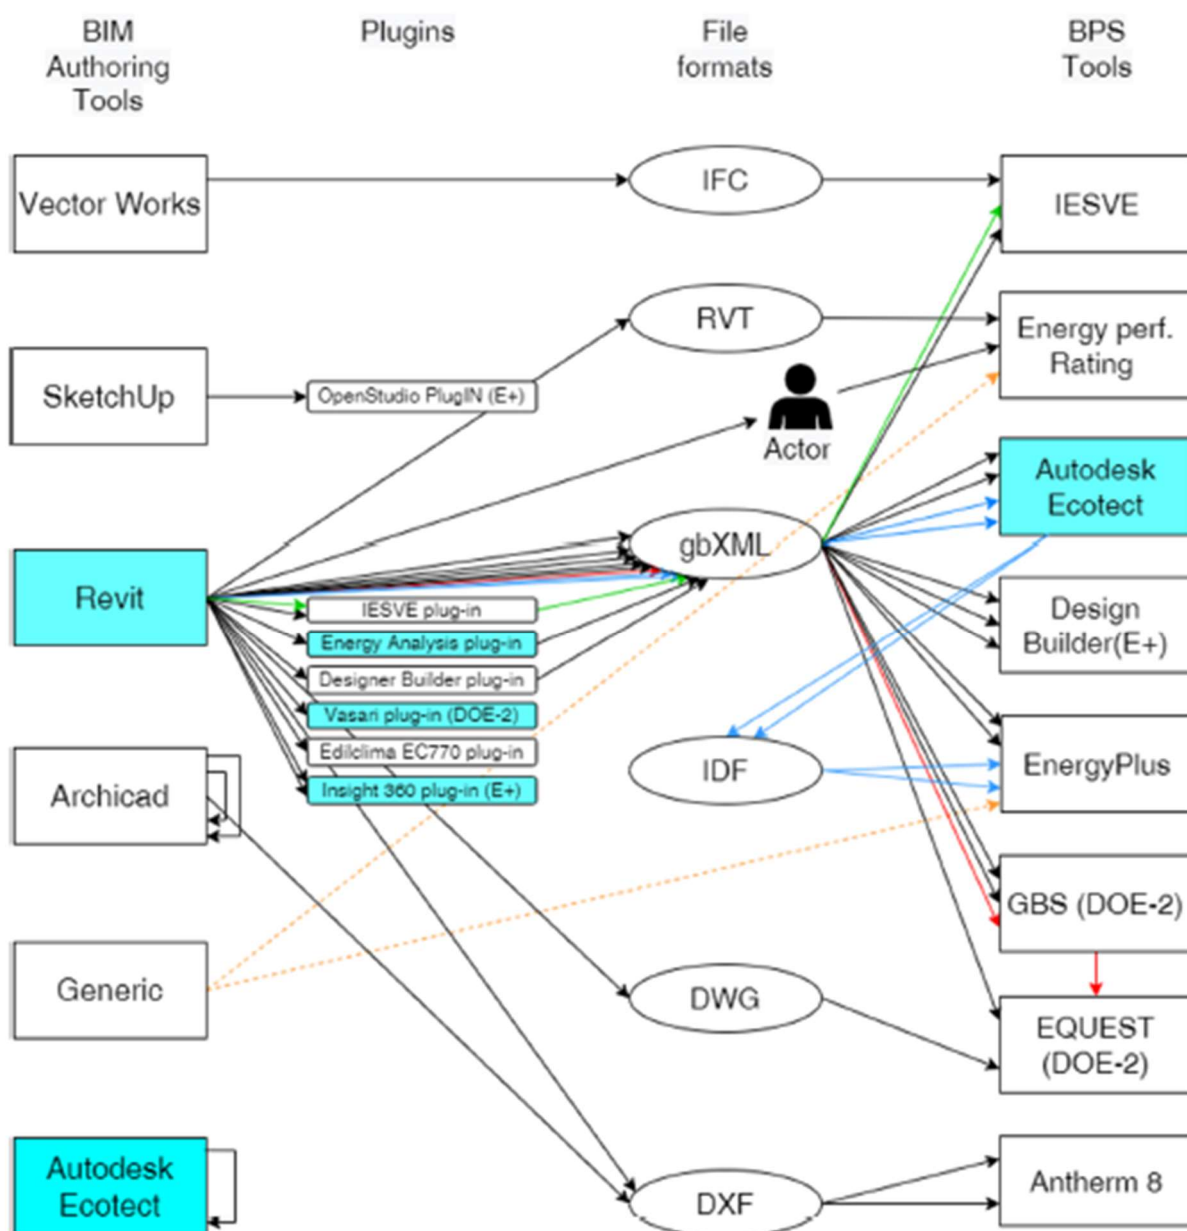 BIM
Authoring
Tools
Plugins
File
formats
BPS
Tools
Vector Works
IFC
IESVE
RVT
Energy perf.
Rating
SketchUp
OpenStudio PlugIN (E+)
Actor
Autodesk
Ecotect
gbXML
Revit
IESVE plug-in
Energy Analysis plug-in
Designer Builder plug-in
Vasari plug-in (DOE-2)
Edilclima EC770 plug-in
Insight 360 plug-in (E+)
Design
Builder(E+)
IDF
EnergyPlus
Archicad
GBS (DOE-2)
Generic
DWG
EQUEST
(DOE-2)
Autodesk
Ecotect
DXF
Antherm 8